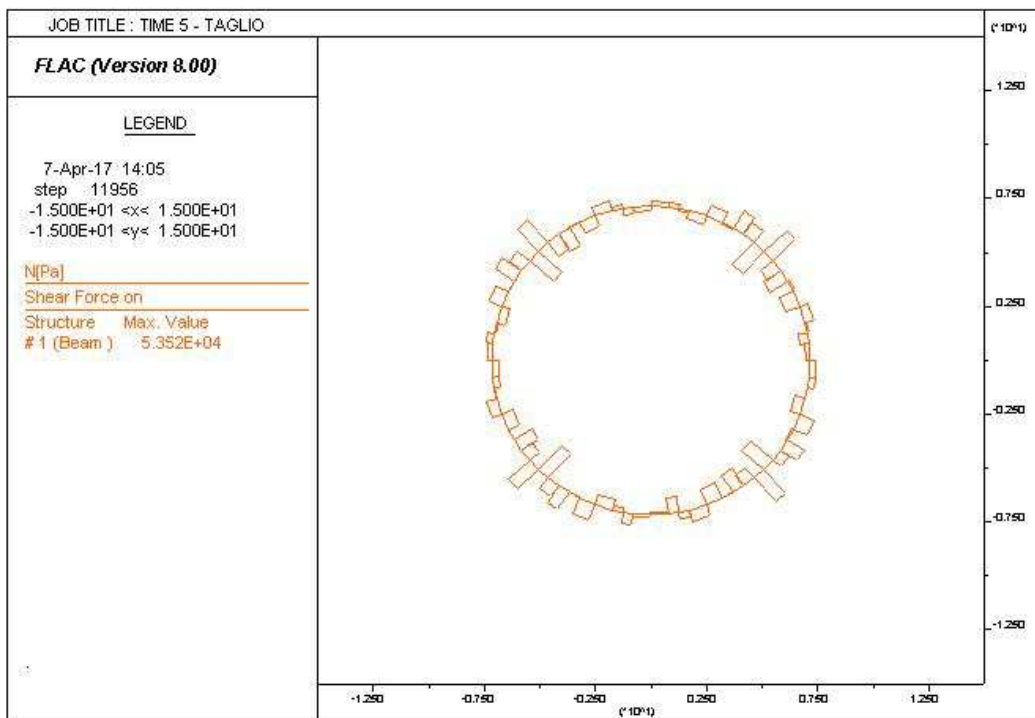 JOB TITLE : TIME 5 - TAGLIO
(*10^1)
FLAC (Version 8.00)
LEGEND
7-Apr-17 14:05
step 11956
-1.500E+01 <x< 1.500E+01
-1.500E+01 <y< 1.500E+01
N[Pa]
Shear Force on
Structure Max. Value
# 1 (Beam ) 5.352E+04
1.250
0.750
0.250
-0.250
-0.750
-1.250
-1.250 -0.750 -0.250 0.250 0.750 1.250
(*10^1)